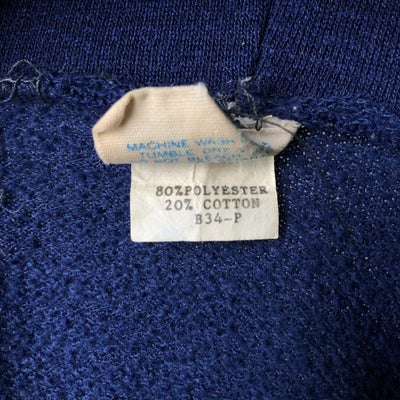 MACHINE WASH
TUMBLE DRY
80% POLYESTER
20% COTTON
B34-P